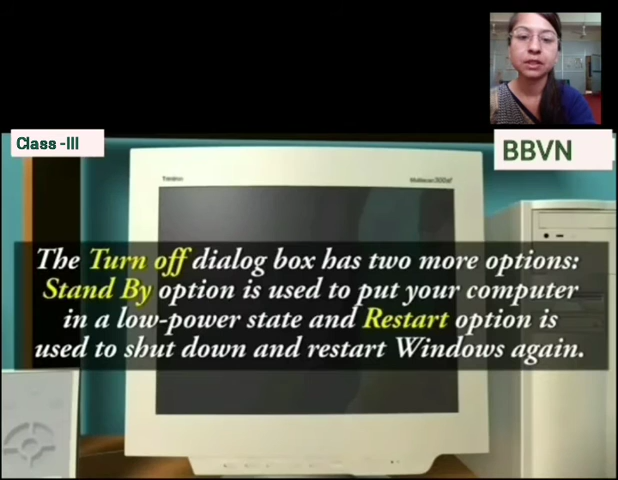 Class -III
BBVN
Trinitron
The Turn off dialog box has two more options:
Stand By option is used to put your computer
in a low-power state and Restart option is
used to shut down and restart Windows again.